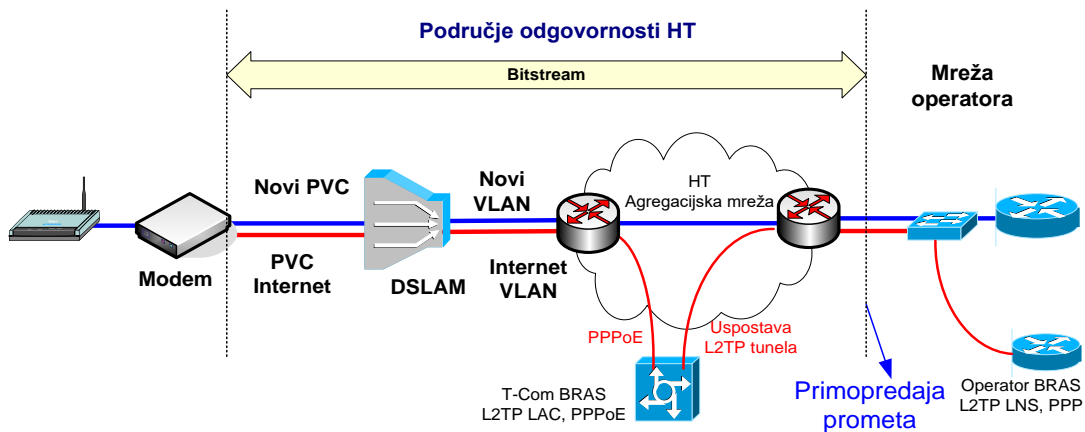 Područje odgovornosti HT
Bitstream
Mreža
operatora
Novi PVC
Novi
VLAN
HT
Agregacijska mreža
Modem
PVC
Internet
DSLAM
Internet
VLAN
PPPoE
Uspostava
L2TP tunela
T-Com BRAS
L2TP LAC, PPPoE
Primopredaja
prometa
Operator BRAS
L2TP LNS, PPP